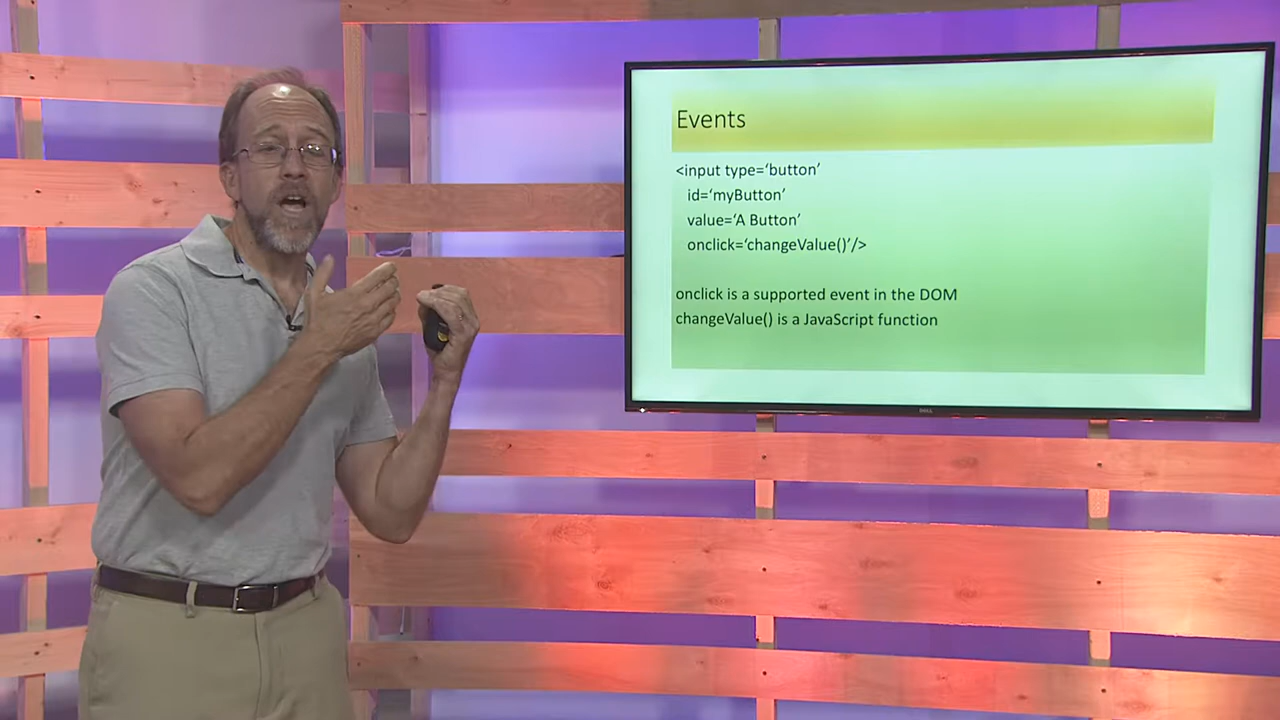 Events
<input type=‘button’
id=‘myButton’
value=‘A Button’
onclick=‘changeValue()’/>
onclick is a supported event in the DOM
changeValue() is a JavaScript function
DELL